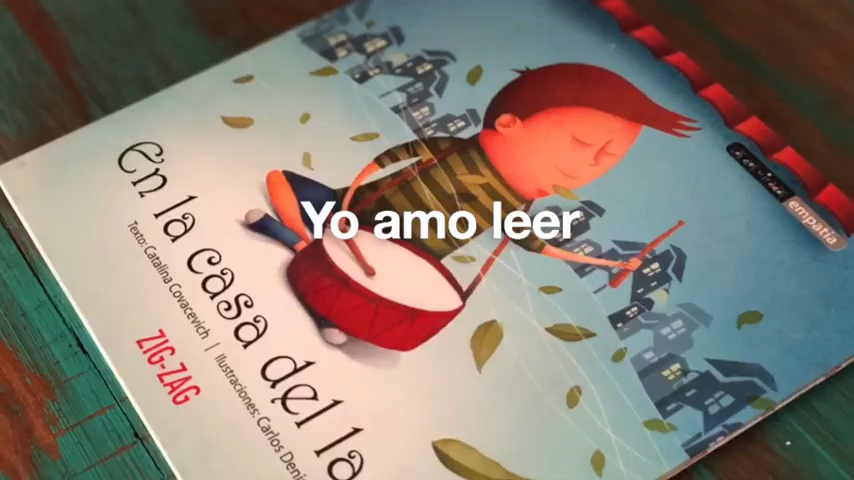 Yo amo leer
En la casa del la
Texto: Catalina Covacevich | Ilustraciones: Carlos Deni
ZIG-ZAG
empatía